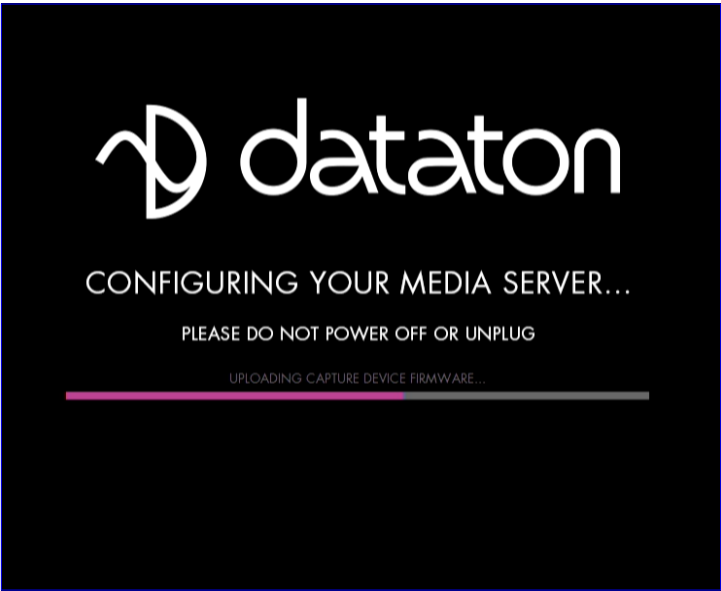 dataton
CONFIGURING YOUR MEDIA SERVER...
PLEASE DO NOT POWER OFF OR UNPLUG
UPLOADING CAPTURE DEVICE FIRMWARE...